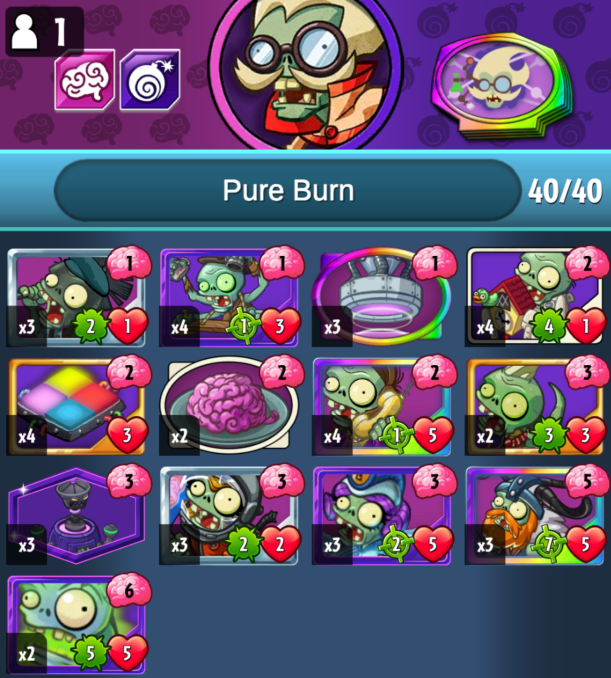 1
Pure Burn 40/40
1 1 1 2
x3 2 1 x4 1 3 x3 x4 4 1
2 2 2 3
x4 3 x2 x4 1 5 x2 3 3
3 3 3 5
x3 x3 2 2 x3 2 5 x3 7 5
6
x2 5 5